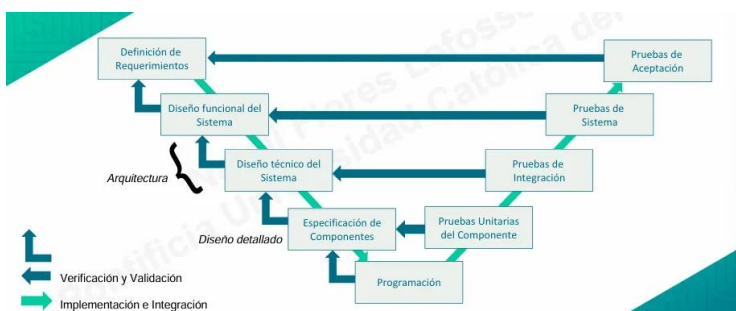 Definición de
Requerimientos
Pruebas de
Aceptación
Diseño funcional del
Sistema
Pruebas de
Sistema
Arquitectura
Diseño técnico del
Sistema
Pruebas de
Integración
Diseño detallado
Especificación de
Componentes
Pruebas Unitarias
del Componente
Programación
Verificación y Validación
Implementación e Integración